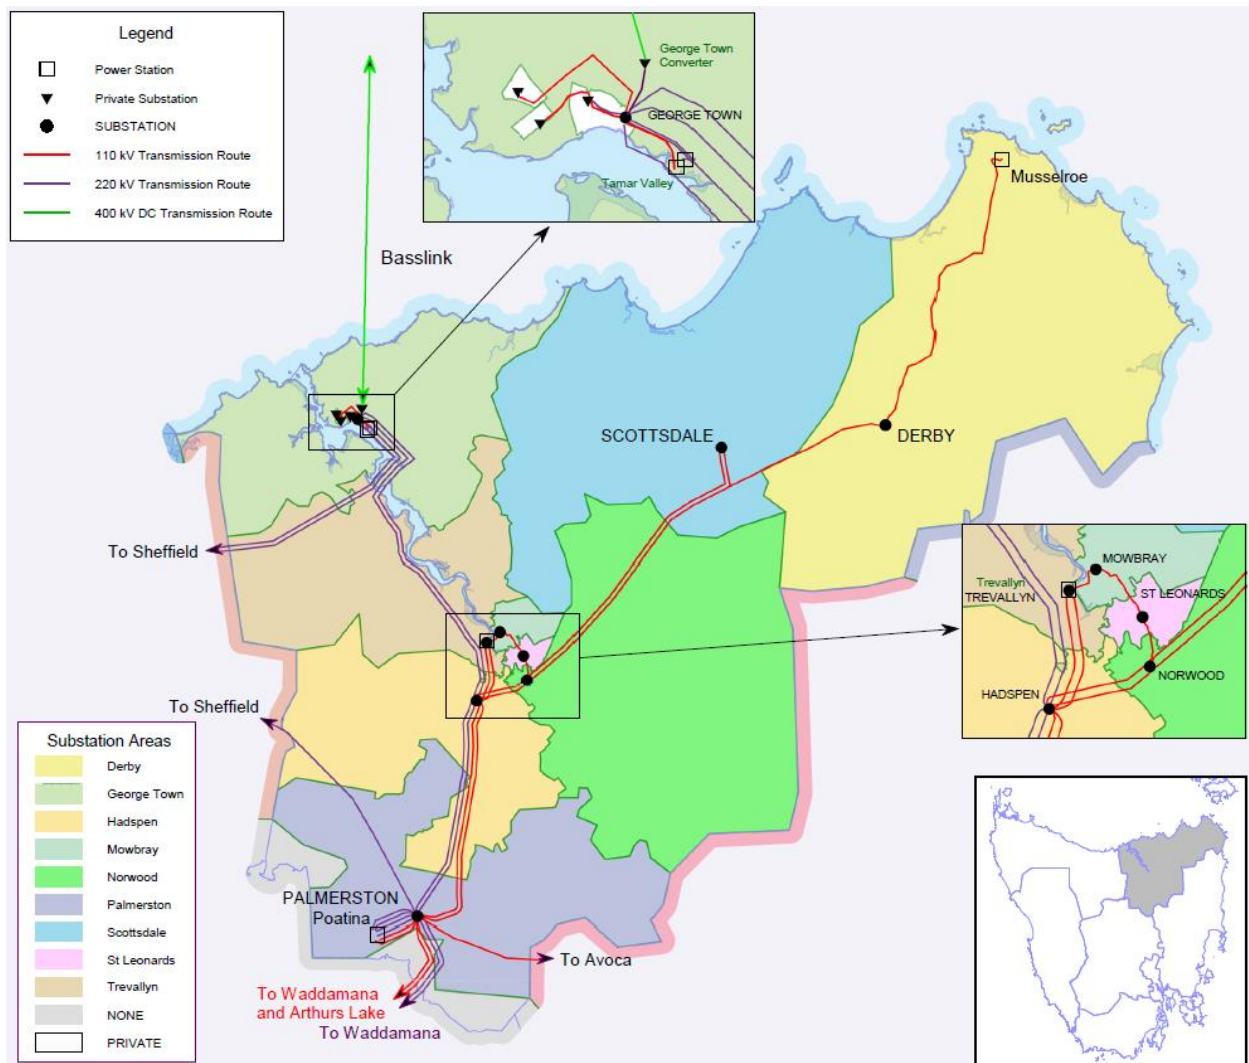 Legend
Power Station
Private Substation
SUBSTATION
110 kV Transmission Route
220 kV Transmission Route
400 kV DC Transmission Route
George Town
Converter
GEORGE TOWN
Tamar Valley
Musselroe
Basslink
SCOTTSDALE
DERBY
To Sheffield
MOWBRAY
Trevallyn
TREVALLYN
ST LEONARDS
NORWOOD
HADSPEN
To Sheffield
Substation Areas
Derby
George Town
Hadspen
Mowbray
Norwood
Palmerston
Scottsdale
St Leonards
Trevallyn
NONE
PRIVATE
PALMERSTON
Poatina
To Avoca
To Waddamana
and Arthurs Lake
To Waddamana